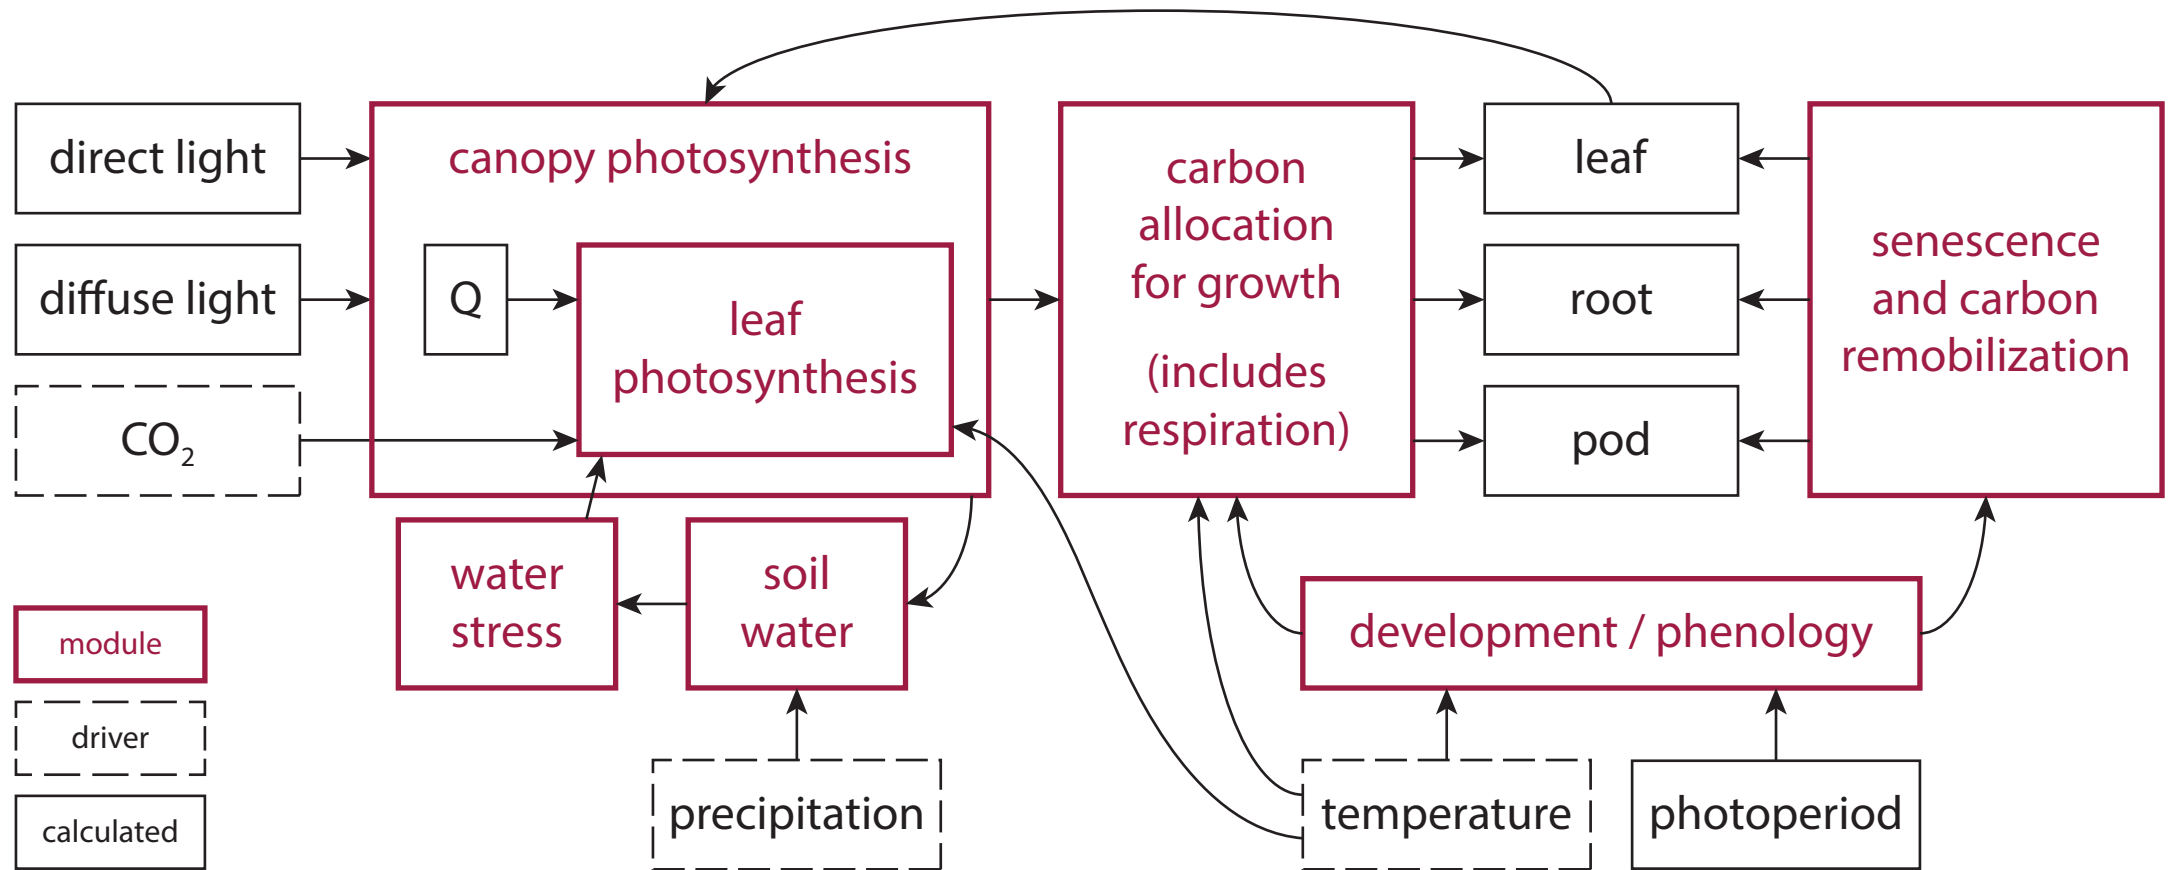 direct light
diffuse light
CO₂
canopy photosynthesis
Q
leaf
photosynthesis
carbon
allocation
for growth
(includes
respiration)
leaf
root
pod
senescence
and carbon
remobilization
water
stress
soil
water
development / phenology
precipitation
temperature
photoperiod
module
driver
calculated